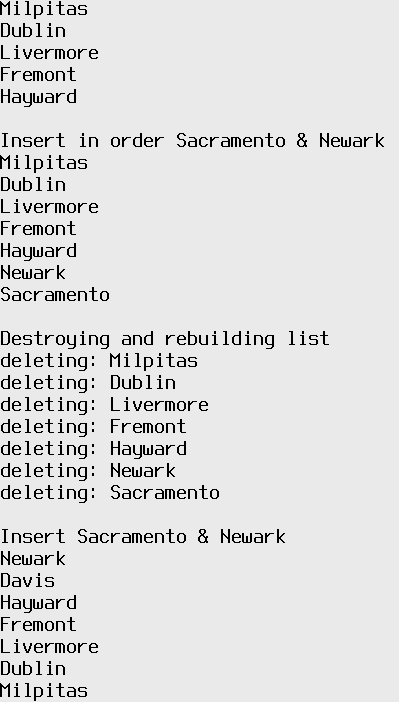 Milpitas
Dublin
Livermore
Fremont
Hayward
Insert in order Sacramento & Newark
Milpitas
Dublin
Livermore
Fremont
Hayward
Newark
Sacramento
Destroying and rebuilding list
deleting: Milpitas
deleting: Dublin
deleting: Livermore
deleting: Fremont
deleting: Hayward
deleting: Newark
deleting: Sacramento
Insert Sacramento & Newark
Newark
Davis
Hayward
Fremont
Livermore
Dublin
Milpitas